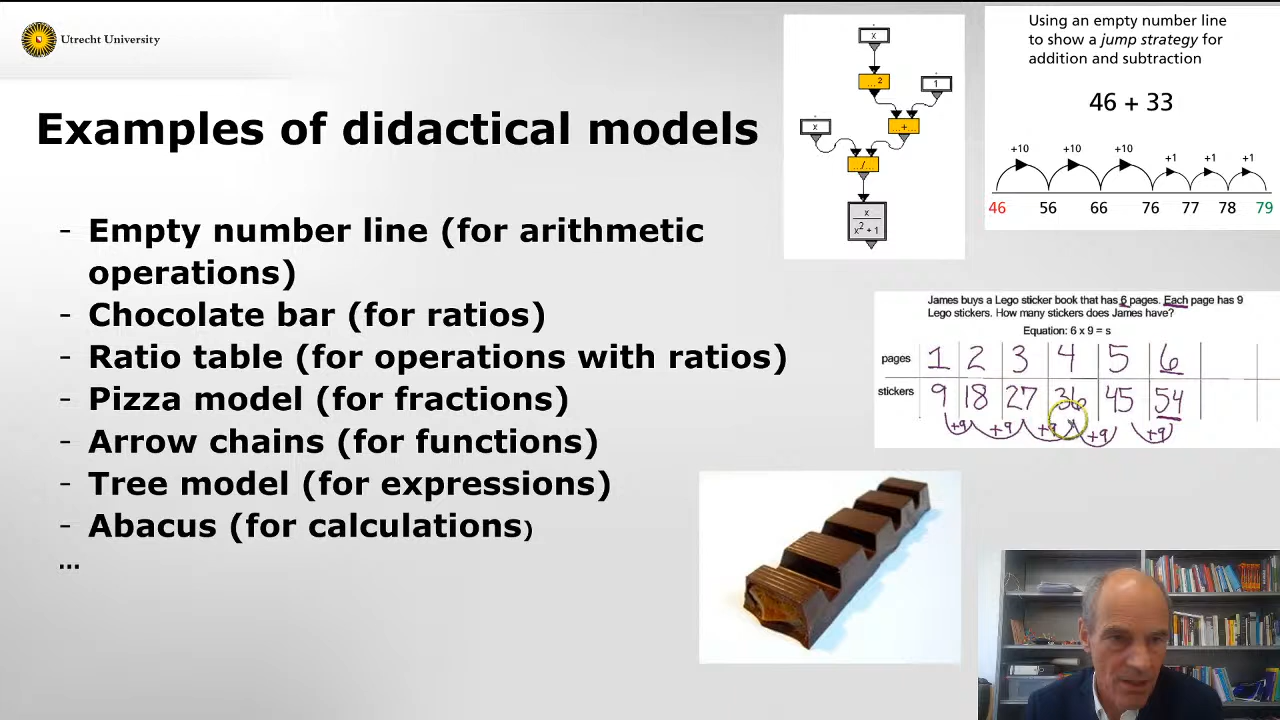 Utrecht University
Examples of didactical models
- Empty number line (for arithmetic
operations)
- Chocolate bar (for ratios)
- Ratio table (for operations with ratios)
- Pizza model (for fractions)
- Arrow chains (for functions)
- Tree model (for expressions)
- Abacus (for calculations)
...
x
...²
1
x
...+...
.../...
x
x² + 1
Using an empty number line
to show a jump strategy for
addition and subtraction
46 + 33
+10 +10 +10 +1 +1 +1
46 56 66 76 77 78 79
James buys a Lego sticker book that has 6 pages. Each page has 9
Lego stickers. How many stickers does James have?
Equation: 6 x 9 = s
pages 1 2 3 4 5 6
stickers 9 18 27 36 45 54
+9 +9 +9 +9 +9